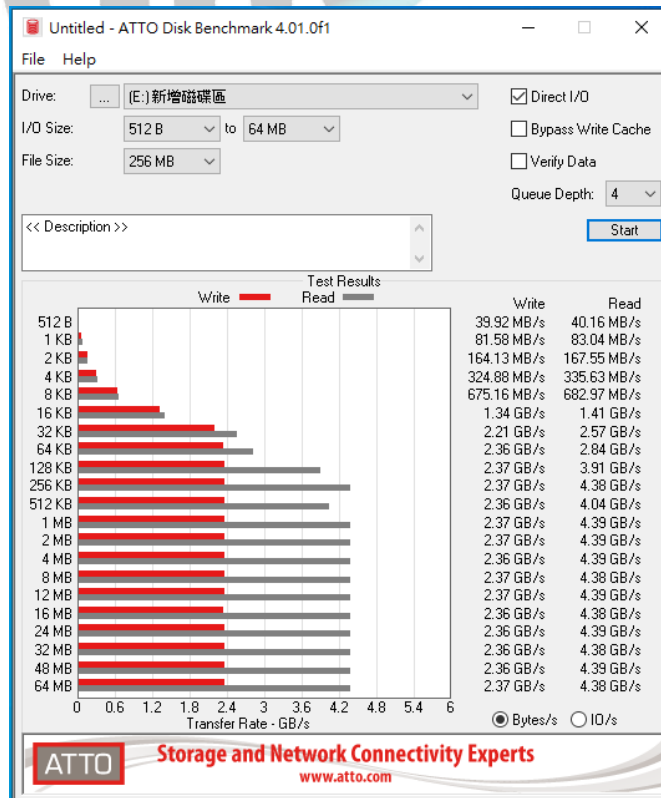 Untitled - ATTO Disk Benchmark 4.01.0f1
File Help
Drive: ... (E:)新增磁碟區
Direct I/O
I/O Size: 512 B to 64 MB
Bypass Write Cache
File Size: 256 MB
Verify Data
Queue Depth: 4
<< Description >>
Start
Test Results
Write Read
Write Read
512 B 39.92 MB/s 40.16 MB/s
1 KB 81.58 MB/s 83.04 MB/s
2 KB 164.13 MB/s 167.55 MB/s
4 KB 324.88 MB/s 335.63 MB/s
8 KB 675.16 MB/s 682.97 MB/s
16 KB 1.34 GB/s 1.41 GB/s
32 KB 2.21 GB/s 2.57 GB/s
64 KB 2.36 GB/s 2.84 GB/s
128 KB 2.37 GB/s 3.91 GB/s
256 KB 2.37 GB/s 4.38 GB/s
512 KB 2.36 GB/s 4.04 GB/s
1 MB 2.37 GB/s 4.39 GB/s
2 MB 2.37 GB/s 4.39 GB/s
4 MB 2.36 GB/s 4.39 GB/s
8 MB 2.37 GB/s 4.38 GB/s
12 MB 2.37 GB/s 4.39 GB/s
16 MB 2.36 GB/s 4.38 GB/s
24 MB 2.36 GB/s 4.39 GB/s
32 MB 2.36 GB/s 4.38 GB/s
48 MB 2.36 GB/s 4.39 GB/s
64 MB 2.37 GB/s 4.38 GB/s
0 0.6 1.2 1.8 2.4 3 3.6 4.2 4.8 5.4 6
Transfer Rate - GB/s
Bytes/s IO/s
ATTO
Storage and Network Connectivity Experts
www.atto.com